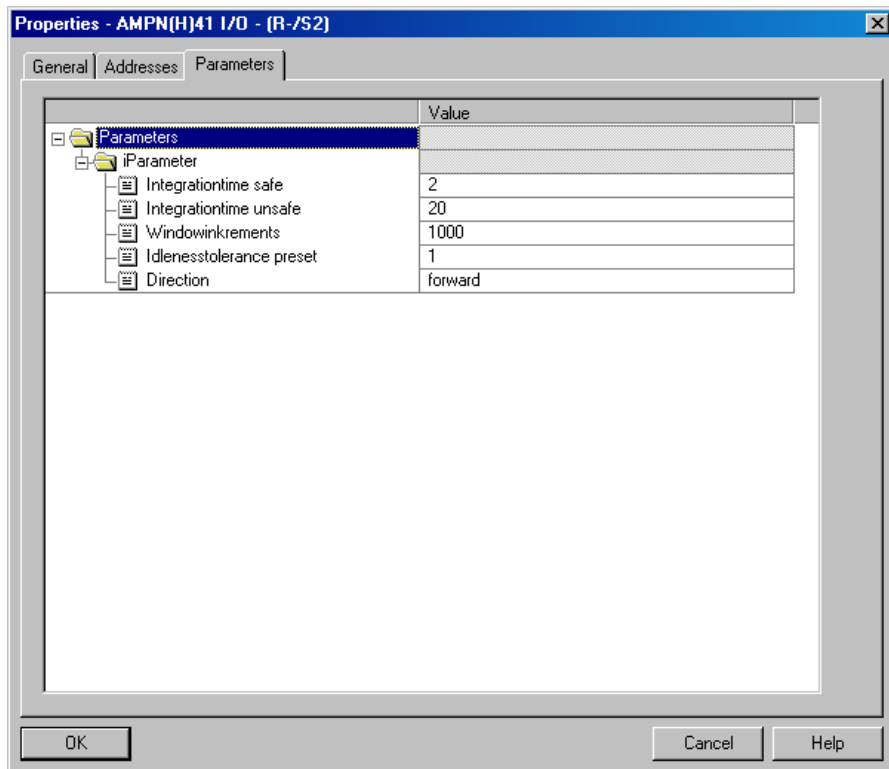 Properties - AMPN(H)41 I/O - (R-/S2)
General Addresses Parameters
Value
Parameters
iParameter
Integrationtime safe 2
Integrationtime unsafe 20
Windowinkrements 1000
Idlenesstolerance preset 1
Direction forward
OK Cancel Help